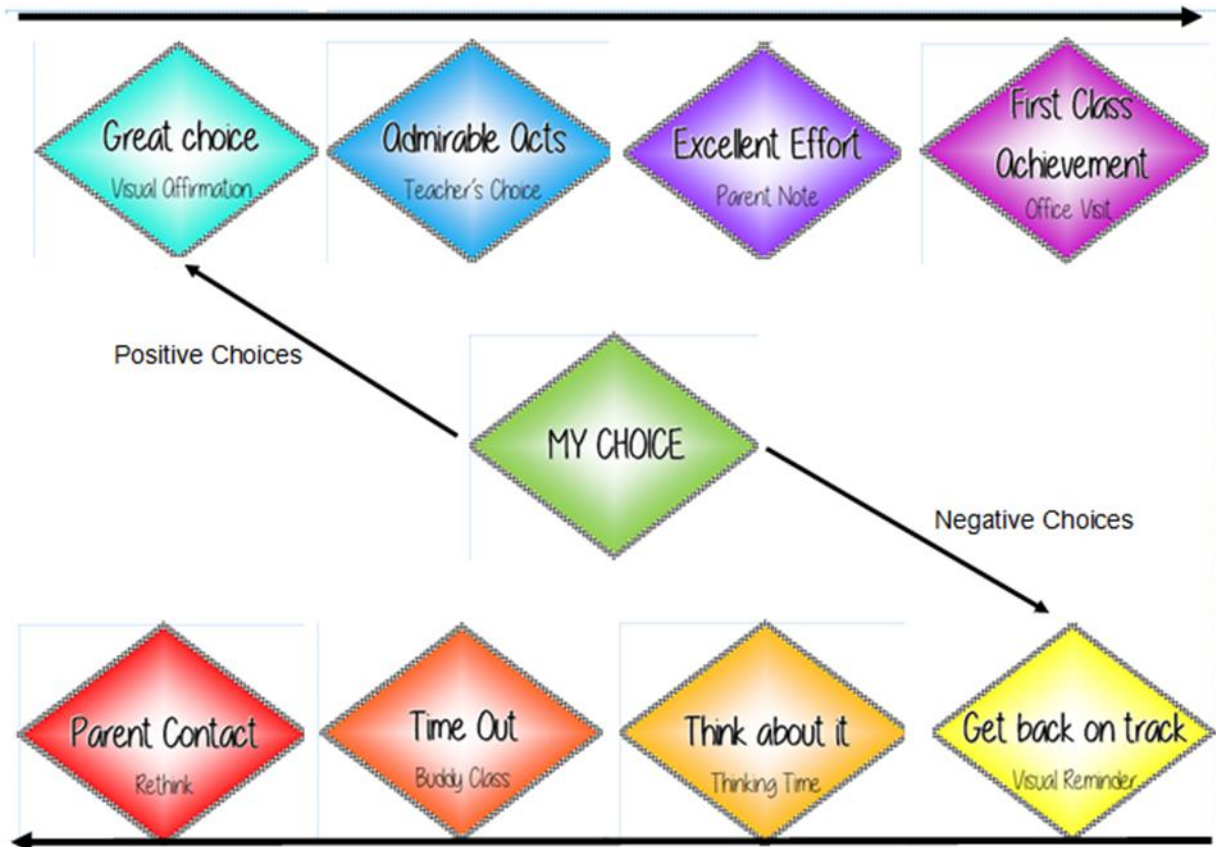 Great choice
Visual Affirmation
Admirable Acts
Teacher's Choice
Excellent Effort
Parent Note
First Class
Achievement
Office Visit
Positive Choices
MY CHOICE
Negative Choices
Parent Contact
Rethink
Time Out
Buddy Class
Think about it
Thinking Time
Get back on track
Visual Reminder